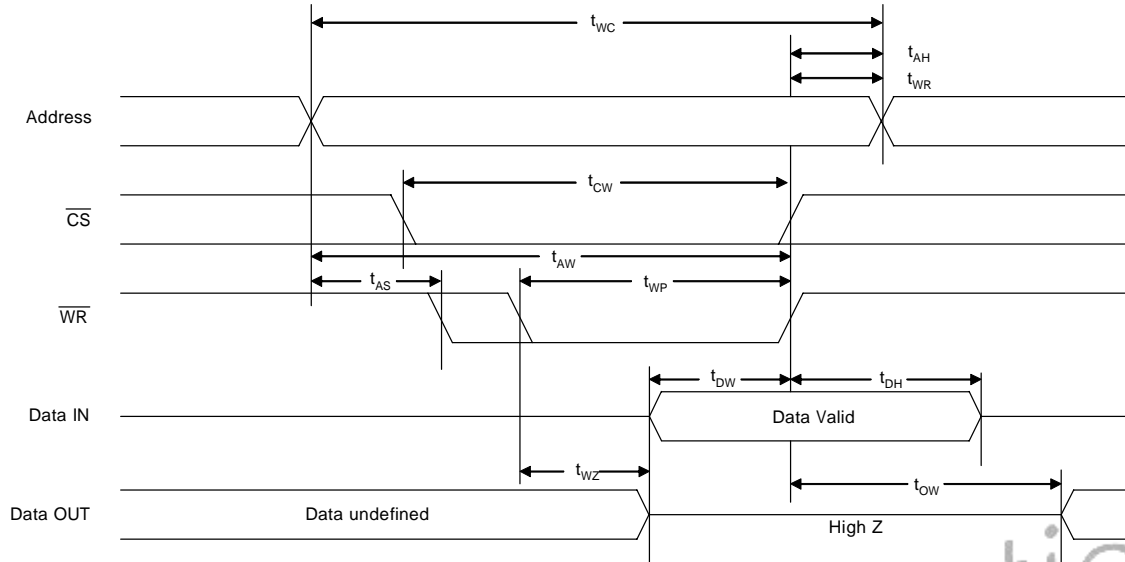 tWC
tAH
tWR
Address
tCW
CS
tAW
tAS
tWP
WR
tDW
tDH
Data IN
Data Valid
tWZ
tOW
Data OUT
Data undefined
High Z